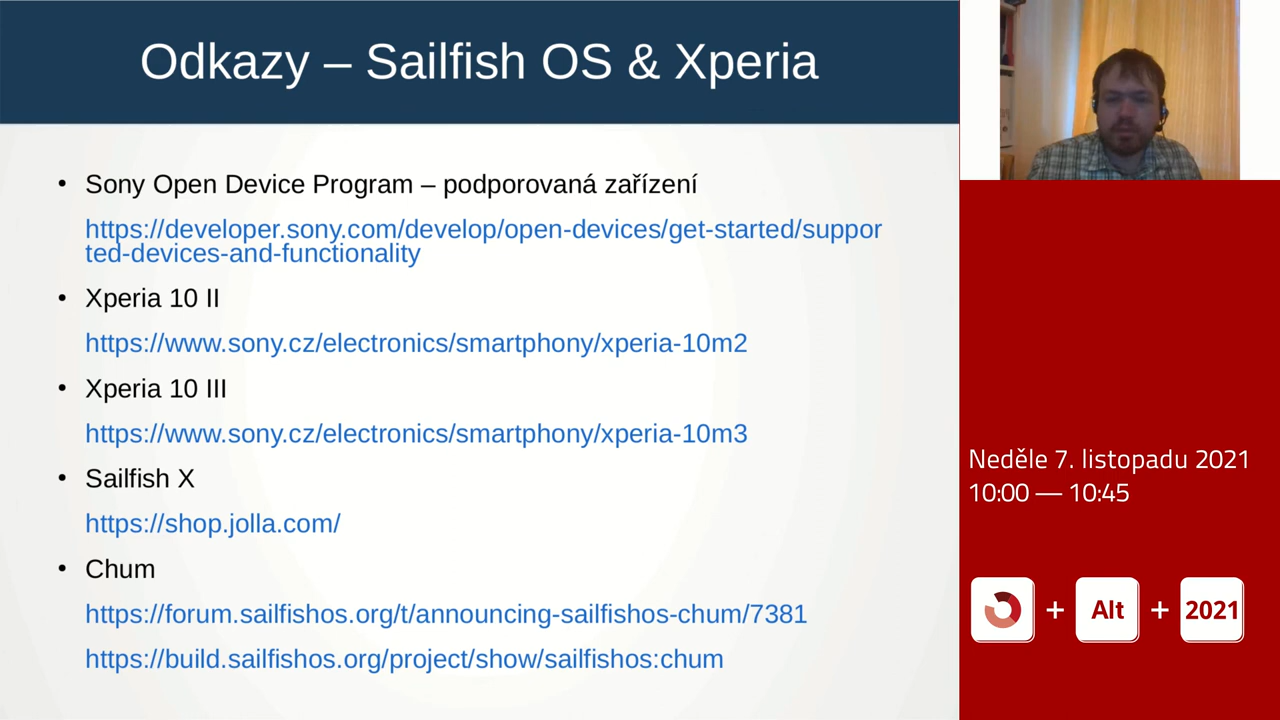 Odkazy – Sailfish OS & Xperia
• Sony Open Device Program – podporovaná zařízení
https://developer.sony.com/develop/open-devices/get-started/suppor
ted-devices-and-functionality
• Xperia 10 II
https://www.sony.cz/electronics/smartphony/xperia-10m2
• Xperia 10 III
https://www.sony.cz/electronics/smartphony/xperia-10m3
• Sailfish X
https://shop.jolla.com/
• Chum
https://forum.sailfishos.org/t/announcing-sailfishos-chum/7381
https://build.sailfishos.org/project/show/sailfishos:chum
Neděle 7. listopadu 2021
10:00 — 10:45
+ Alt + 2021